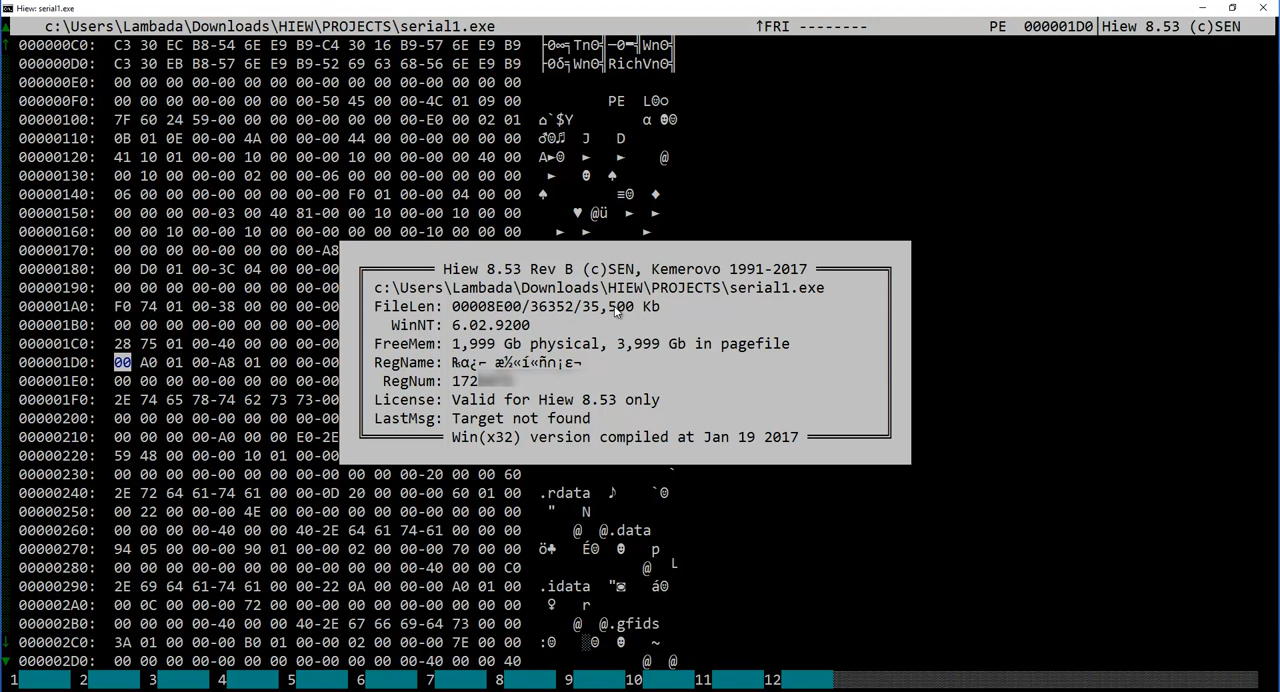 Hiew: serial1.exe
c:\Users\Lambada\Downloads\HIEW\PROJECTS\serial1.exe ↑FRI -------- PE 000001D0|Hiew 8.53 (c)SEN
000000C0: C3 30 EC B8-54 6E E9 B9-C4 30 16 B9-57 6E E9 B9
000000D0: C3 30 EB B8-57 6E E9 B9-52 69 63 68-56 6E E9 B9
000000E0: 00 00 00 00-00 00 00 00-00 00 00 00-00 00 00 00
000000F0: 00 00 00 00-00 00 00 00-50 45 00 00-4C 01 09 00 PE L☺○
00000100: 7F 60 24 59-00 00 00 00-00 00 00 00-E0 00 02 01 ⌂`$Y α ☻☺
00000110: 0B 01 0E 00-00 4A 00 00-00 44 00 00-00 00 00 00 ♂☺♫ J D
00000120: 41 10 01 00-00 10 00 00-00 10 00 00-00 00 40 00 A►☺ ► ► @
00000130: 00 10 00 00-00 02 00 00-06 00 00 00-00 00 00 00 ► ☻ ♠
00000140: 06 00 00 00-00 00 00 00-00 F0 01 00-00 04 00 00 ♠ ≡☺ ♦
00000150: 00 00 00 00-03 00 40 81-00 00 10 00-00 10 00 00 ♥ @ü ► ►
00000160: 00 00 10 00-00 10 00 00-00 00 00 00-10 00 00 00 ► ► ►
00000170: 00 00 00 00-00 00 00 00-A8
00000180: 00 D0 01 00-3C 04 00 00-00
00000190: 00 00 00 00-00 00 00 00-00
000001A0: F0 74 01 00-38 00 00 00-00
000001B0: 00 00 00 00-00 00 00 00-00
000001C0: 28 75 01 00-40 00 00 00-00
000001D0: 00 A0 01 00-A8 01 00 00-00
000001E0: 00 00 00 00-00 00 00 00-00
000001F0: 2E 74 65 78-74 62 73 73-00
00000200: 00 00 00 00-00 00 00 00-00
00000210: 00 00 00 00-A0 00 00 E0-2E
00000220: 59 48 00 00-00 10 01 00-00
Hiew 8.53 Rev B (c)SEN, Kemerovo 1991-2017
c:\Users\Lambada\Downloads\HIEW\PROJECTS\serial1.exe
FileLen: 00008E00/36352/35,500 Kb
WinNT: 6.02.9200
FreeMem: 1,999 Gb physical, 3,999 Gb in pagefile
RegName: ‰α¿⌐ æ½«í«ññ¡ε¬
RegNum: 172
License: Valid for Hiew 8.53 only
LastMsg: Target not found
Win(x32) version compiled at Jan 19 2017
00000230: 00 00 00 00-00 00 00 00-00 00 00 00-20 00 00 60 `
00000240: 2E 72 64 61-74 61 00 00-0D 20 00 00-00 60 01 00 .rdata ♪ `☺
00000250: 00 22 00 00-00 4E 00 00-00 00 00 00-00 00 00 00 " N
00000260: 00 00 00 00-40 00 00 40-2E 64 61 74-61 00 00 00 @ @.data
00000270: 94 05 00 00-00 90 01 00-00 02 00 00-00 70 00 00 ö♣ É☺ ☻ p
00000280: 00 00 00 00-00 00 00 00-00 00 00 00-40 00 00 C0 @ └
00000290: 2E 69 64 61-74 61 00 00-22 0A 00 00-00 A0 01 00 .idata "◙ á☺
000002A0: 00 0C 00 00-00 72 00 00-00 00 00 00-00 00 00 00 ♀ r
000002B0: 00 00 00 00-40 00 00 40-2E 67 66 69-64 73 00 00 @ @.gfids
000002C0: 3A 01 00 00-00 B0 01 00-00 02 00 00-00 7E 00 00 :☺ ░☺ ☻ ~
000002D0: 00 00 00 00-00 00 00 00-00 00 00 00-40 00 00 40 @ @
1 2 3 4 5 6 7 8 9 10 11 12